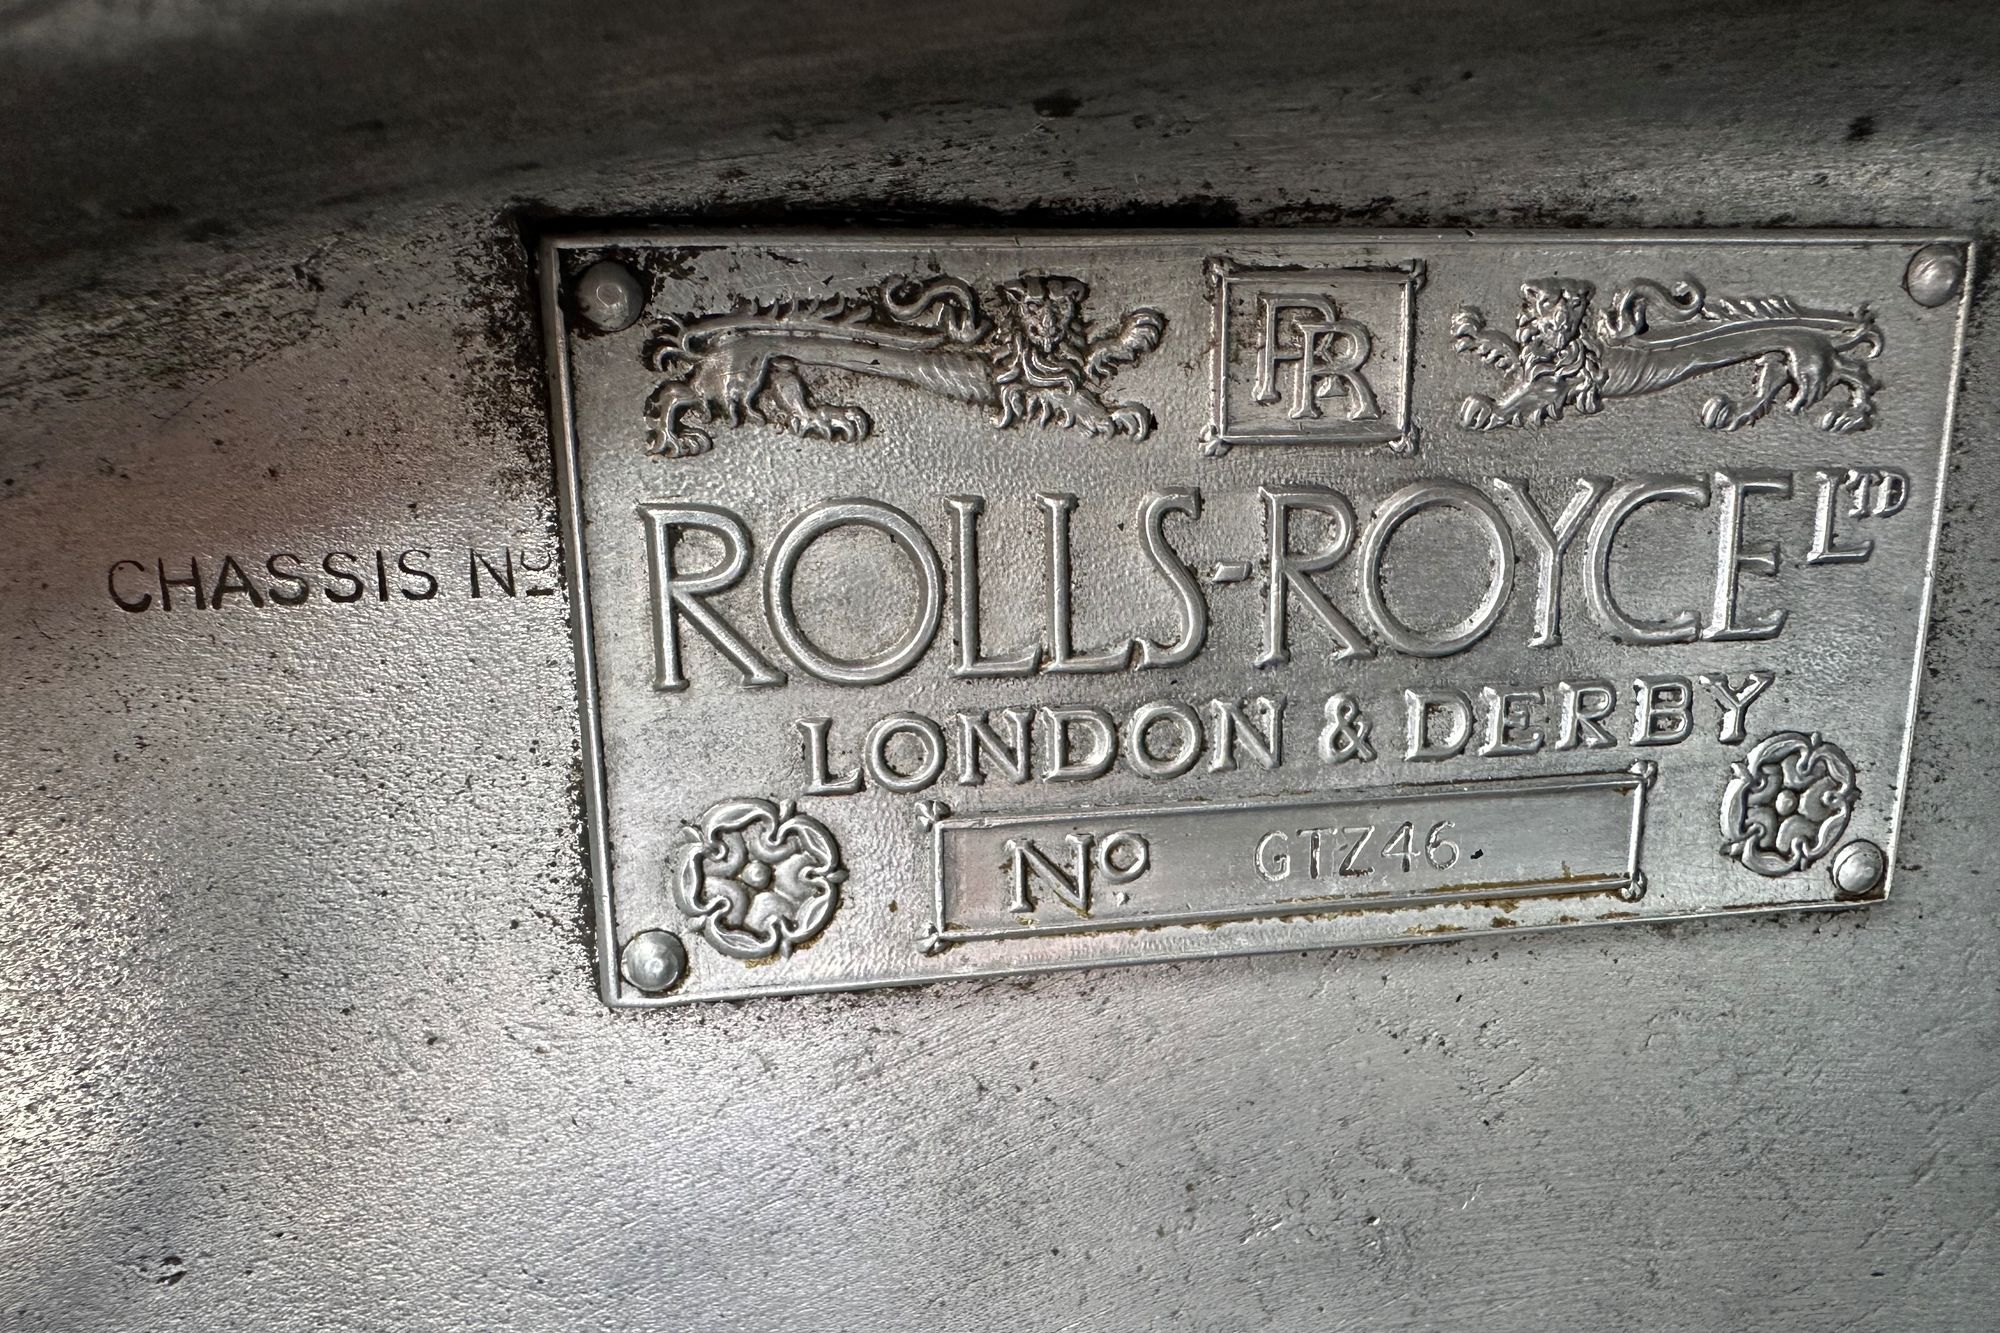 RR
ROLLS-ROYCE LTD
CHASSIS No
LONDON & DERBY
No. GTZ46.